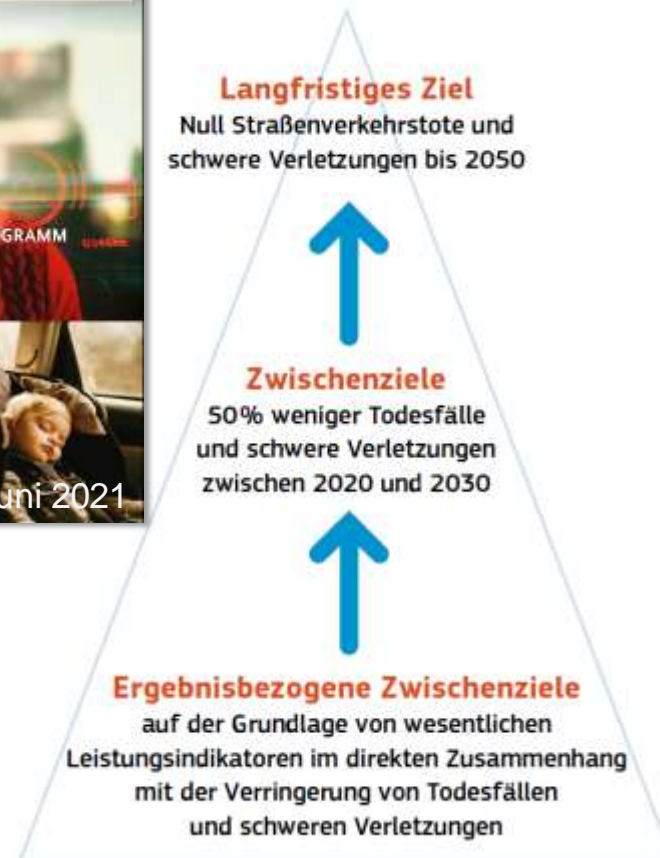 Langfristiges Ziel
Null Straßenverkehrstote und
schwere Verletzungen bis 2050
GRAMM
Zwischenziele
50% weniger Todesfälle
und schwere Verletzungen
zwischen 2020 und 2030
uni 2021
Ergebnisbezogene Zwischenziele
auf der Grundlage von wesentlichen
Leistungsindikatoren im direkten Zusammenhang
mit der Verringerung von Todesfällen
und schweren Verletzungen